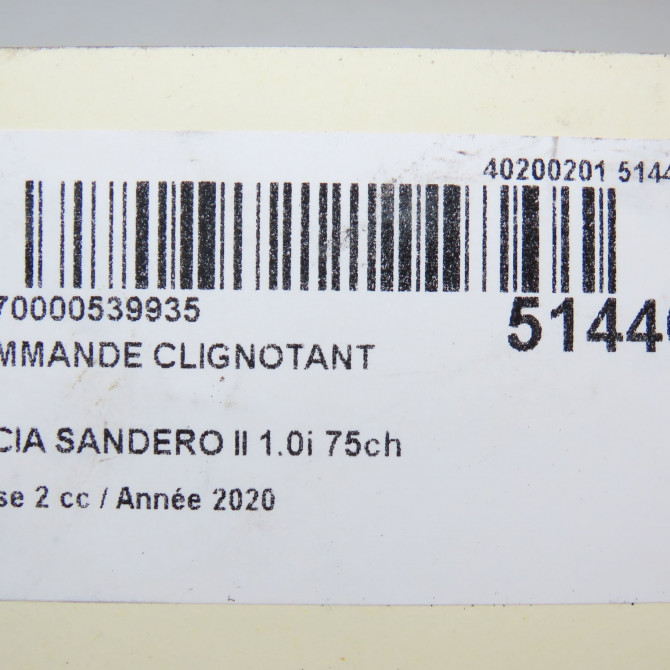 40200201 5144
70000539935
5144
MMANDE CLIGNOTANT
CIA SANDERO II 1.0i 75ch
se 2 cc / Année 2020